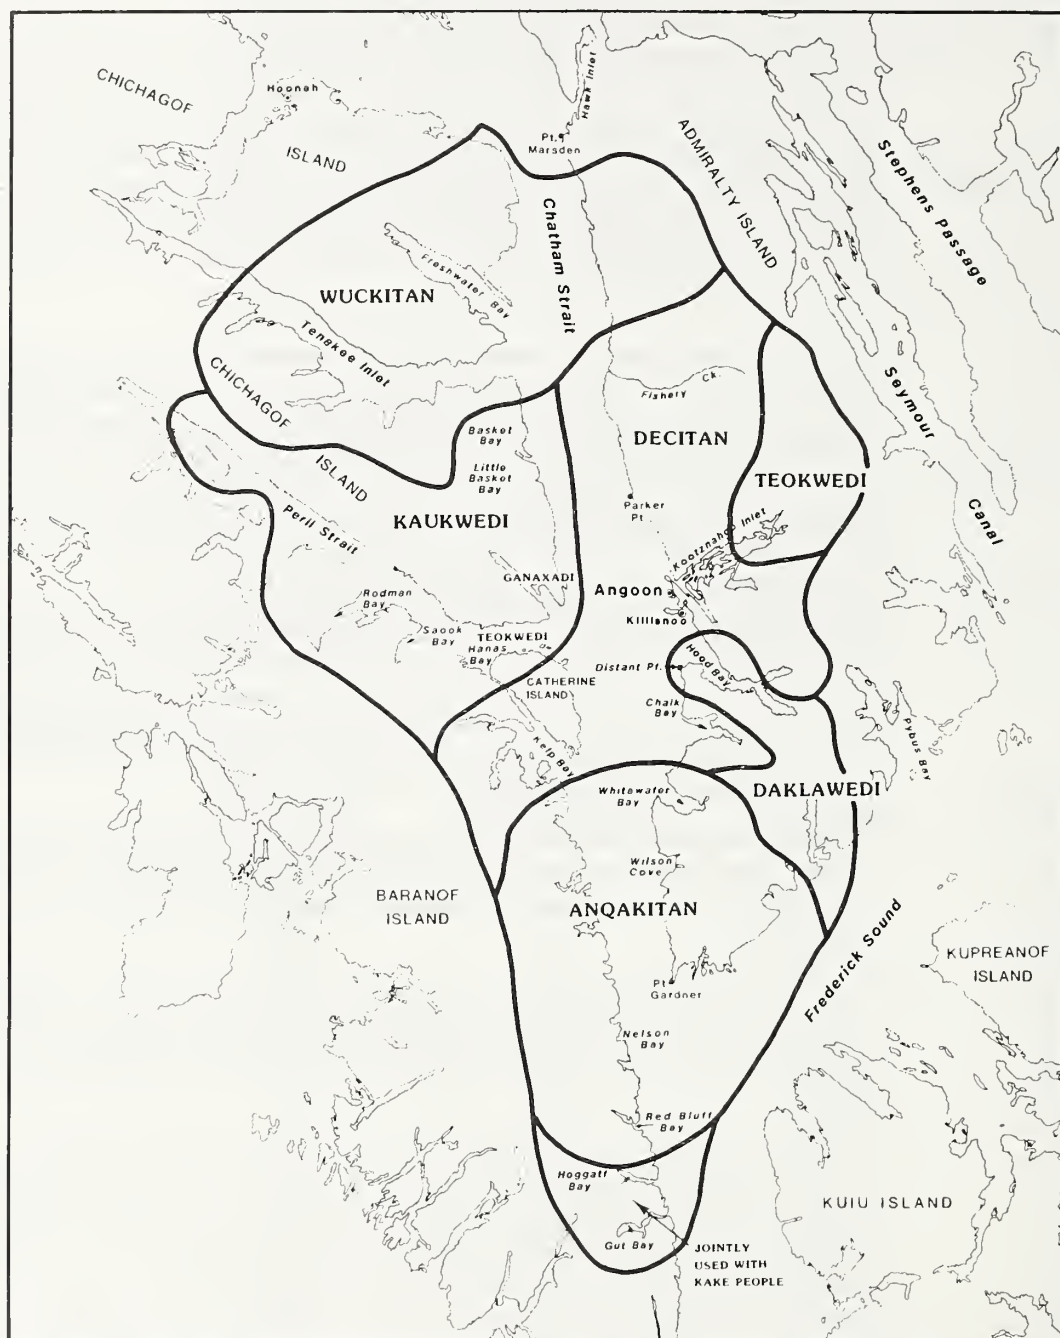 CHICHAGOF
Hoonah
ISLAND
Hawk Inlet
Pt.
Marsden
ADMIRALTY ISLAND
Stephens Passage
Chatham Strait
Freshwater Bay
WUCKITAN
Tenakee Inlet
CHICHAGOF
ISLAND
Fishery Ck.
Seymour
Canal
Basket
Bay
DECITAN
Little
Basket
Bay
TEOKWEDI
Peril Strait
KAUKWEDI
Parker
Pt.
Kootznahoo Inlet
GANAXADI
Angoon
Rodman
Bay
Killisnoo
Saook
Bay
TEOKWEDI
Hanas
Bay
Distant Pt.
Hood Bay
CATHERINE
ISLAND
Chaik
Bay
Pybus Bay
Kelp Bay
Whitewater
Bay
DAKLAWEDI
Wilson
Cove
BARANOF
ISLAND
ANQAKITAN
Frederick Sound
KUPREANOF
ISLAND
Pt.
Gardner
Nelson
Bay
Red Bluff
Bay
Hoggatt
Bay
KUIU ISLAND
Gut Bay
JOINTLY
USED WITH
KAKE PEOPLE